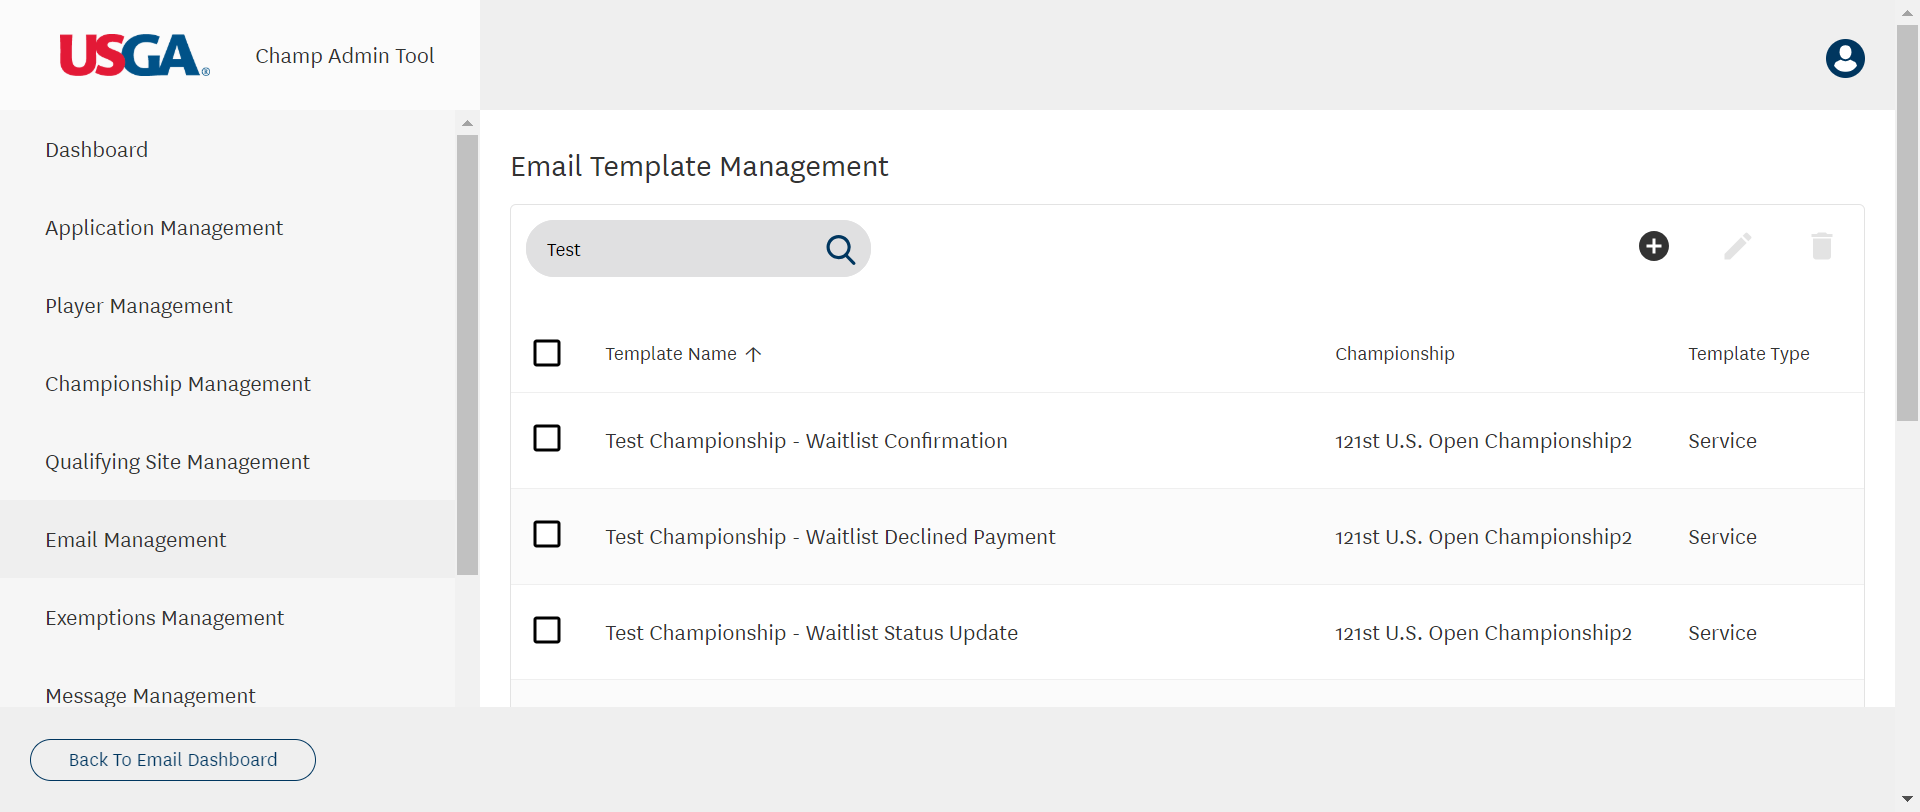 USGA®
Champ Admin Tool
Dashboard
Application Management
Player Management
Championship Management
Qualifying Site Management
Email Management
Exemptions Management
Message Management
Back To Email Dashboard
Email Template Management
Test
Template Name Championship Template Type
Test Championship - Waitlist Confirmation 121st U.S. Open Championship2 Service
Test Championship - Waitlist Declined Payment 121st U.S. Open Championship2 Service
Test Championship - Waitlist Status Update 121st U.S. Open Championship2 Service